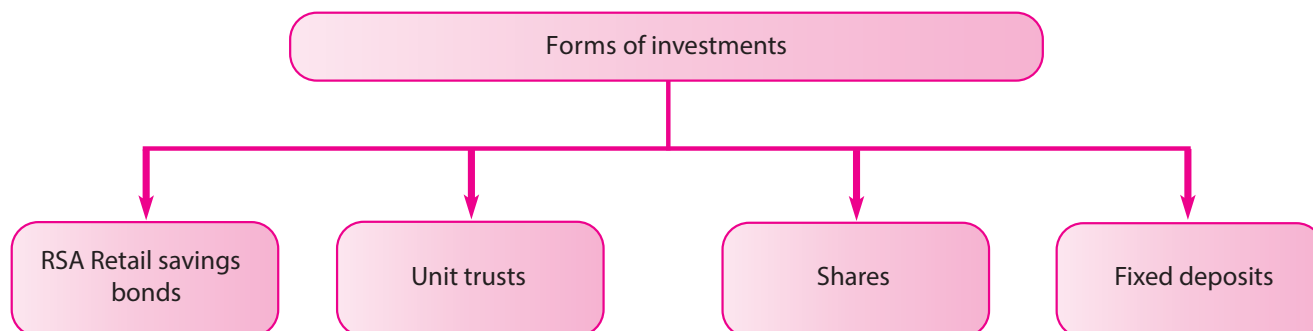 Forms of investments
RSA Retail savings
bonds
Unit trusts
Shares
Fixed deposits